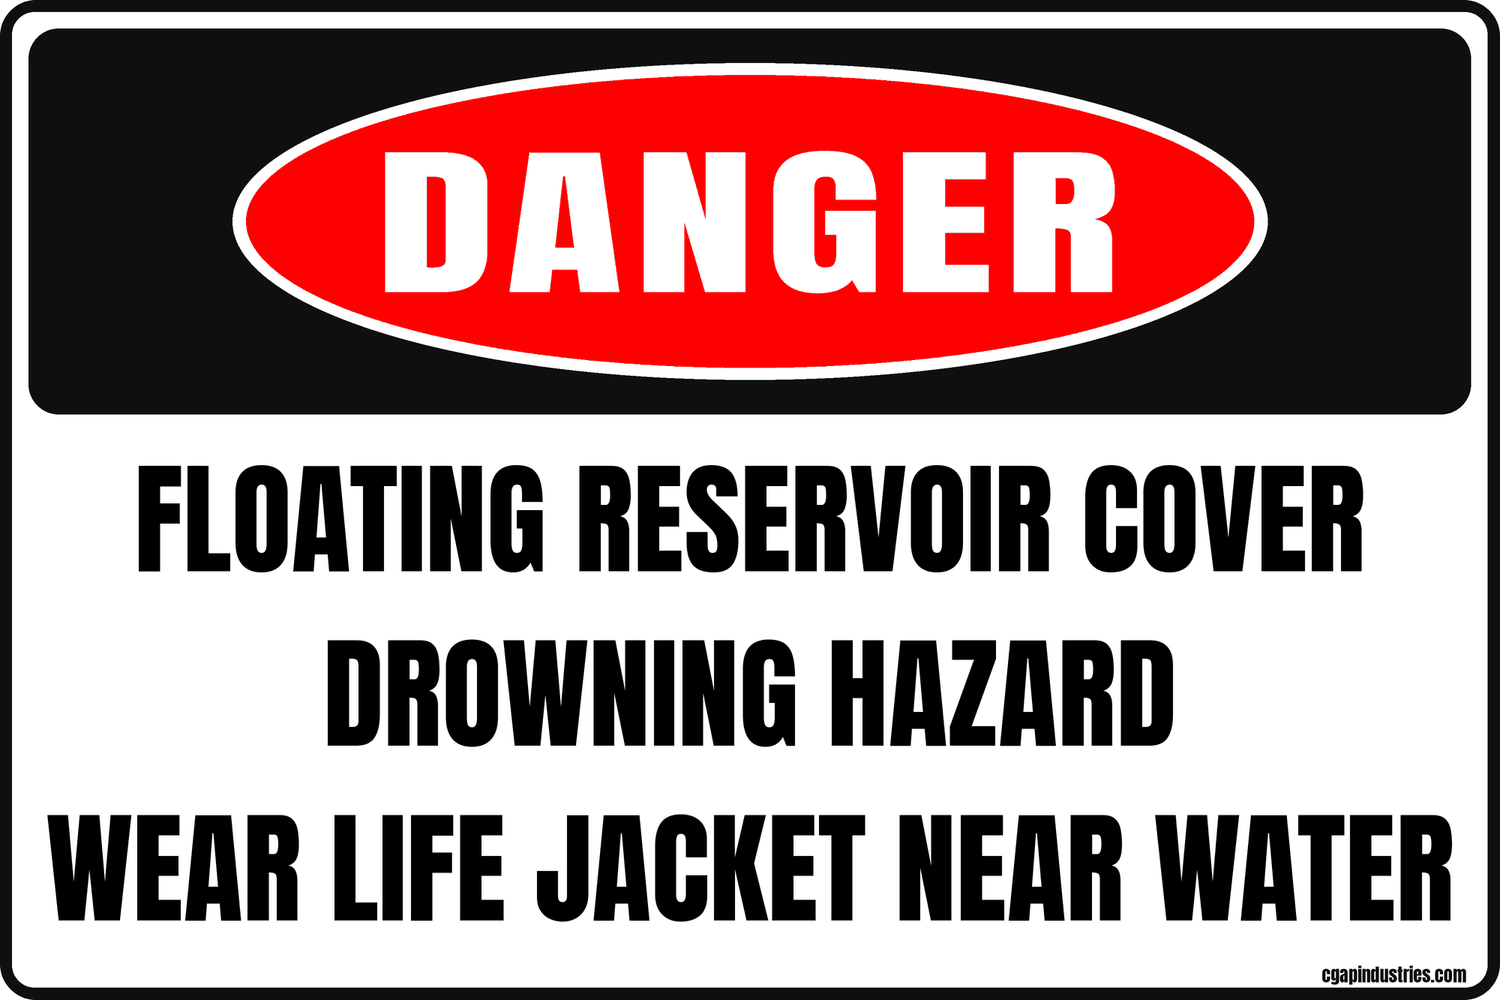 DANGER
FLOATING RESERVOIR COVER
DROWNING HAZARD
WEAR LIFE JACKET NEAR WATER
cgapindustries.com